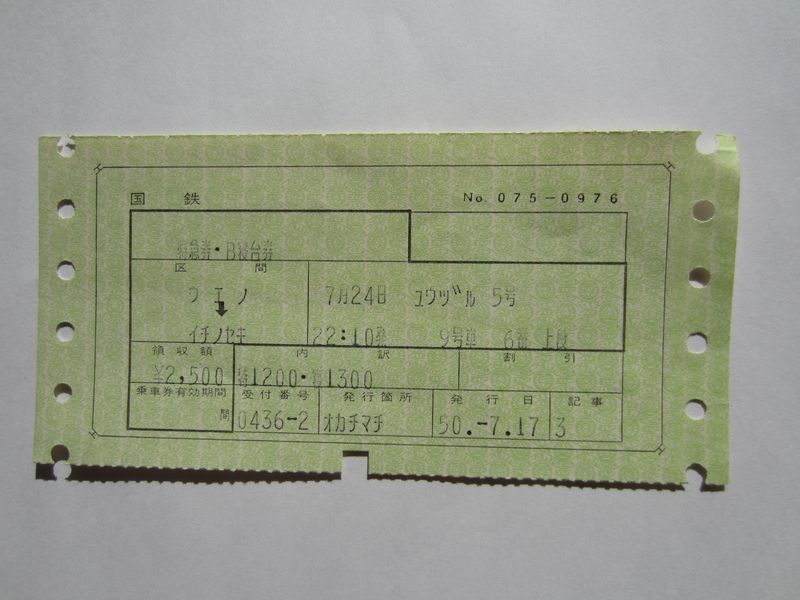 国 鉄 No. 075-0976
特急券・B寝台券
区 間
ウエノ 7月24日 ユウヅル 5号
↓
イチノセキ 22:10発 9号車 6番 上段
領収額 内 訳 割 引
¥2,500 特1200・寝1300
乗車券有効期間 受付番号 発行箇所 発 行 日 記事
間 0436-2 オカチマチ 50.-7.17 3